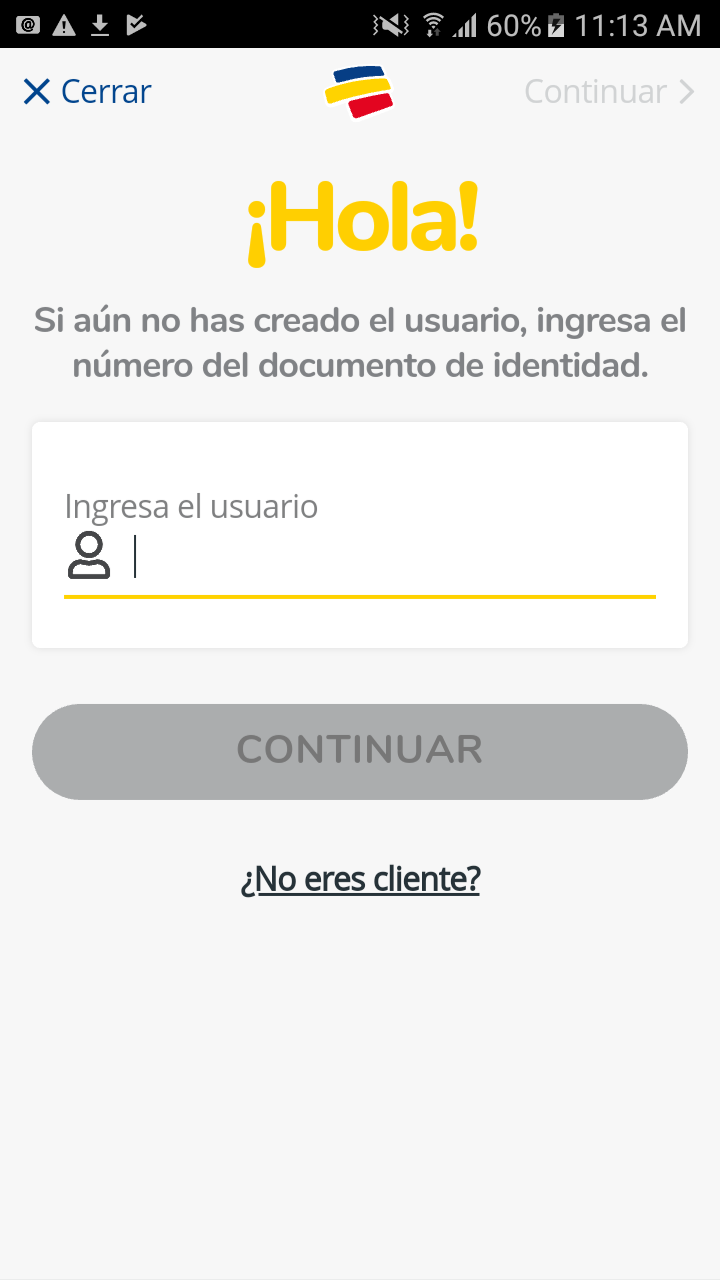 60% 11:13 AM
Cerrar
Continuar
¡Hola!
Si aún no has creado el usuario, ingresa el
número del documento de identidad.
Ingresa el usuario
CONTINUAR
¿No eres cliente?